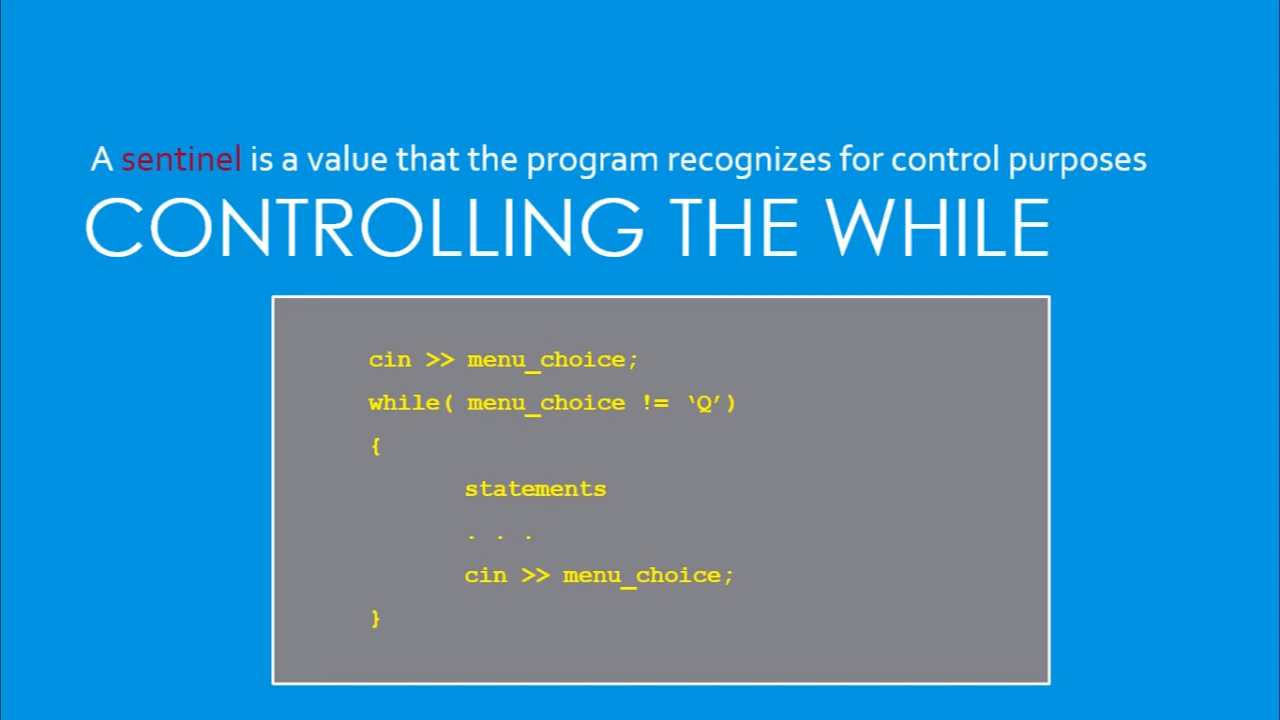 A sentinel is a value that the program recognizes for control purposes
CONTROLLING THE WHILE
cin >> menu_choice;
while( menu_choice != ‘Q’)
{
statements
. . .
cin >> menu_choice;
}